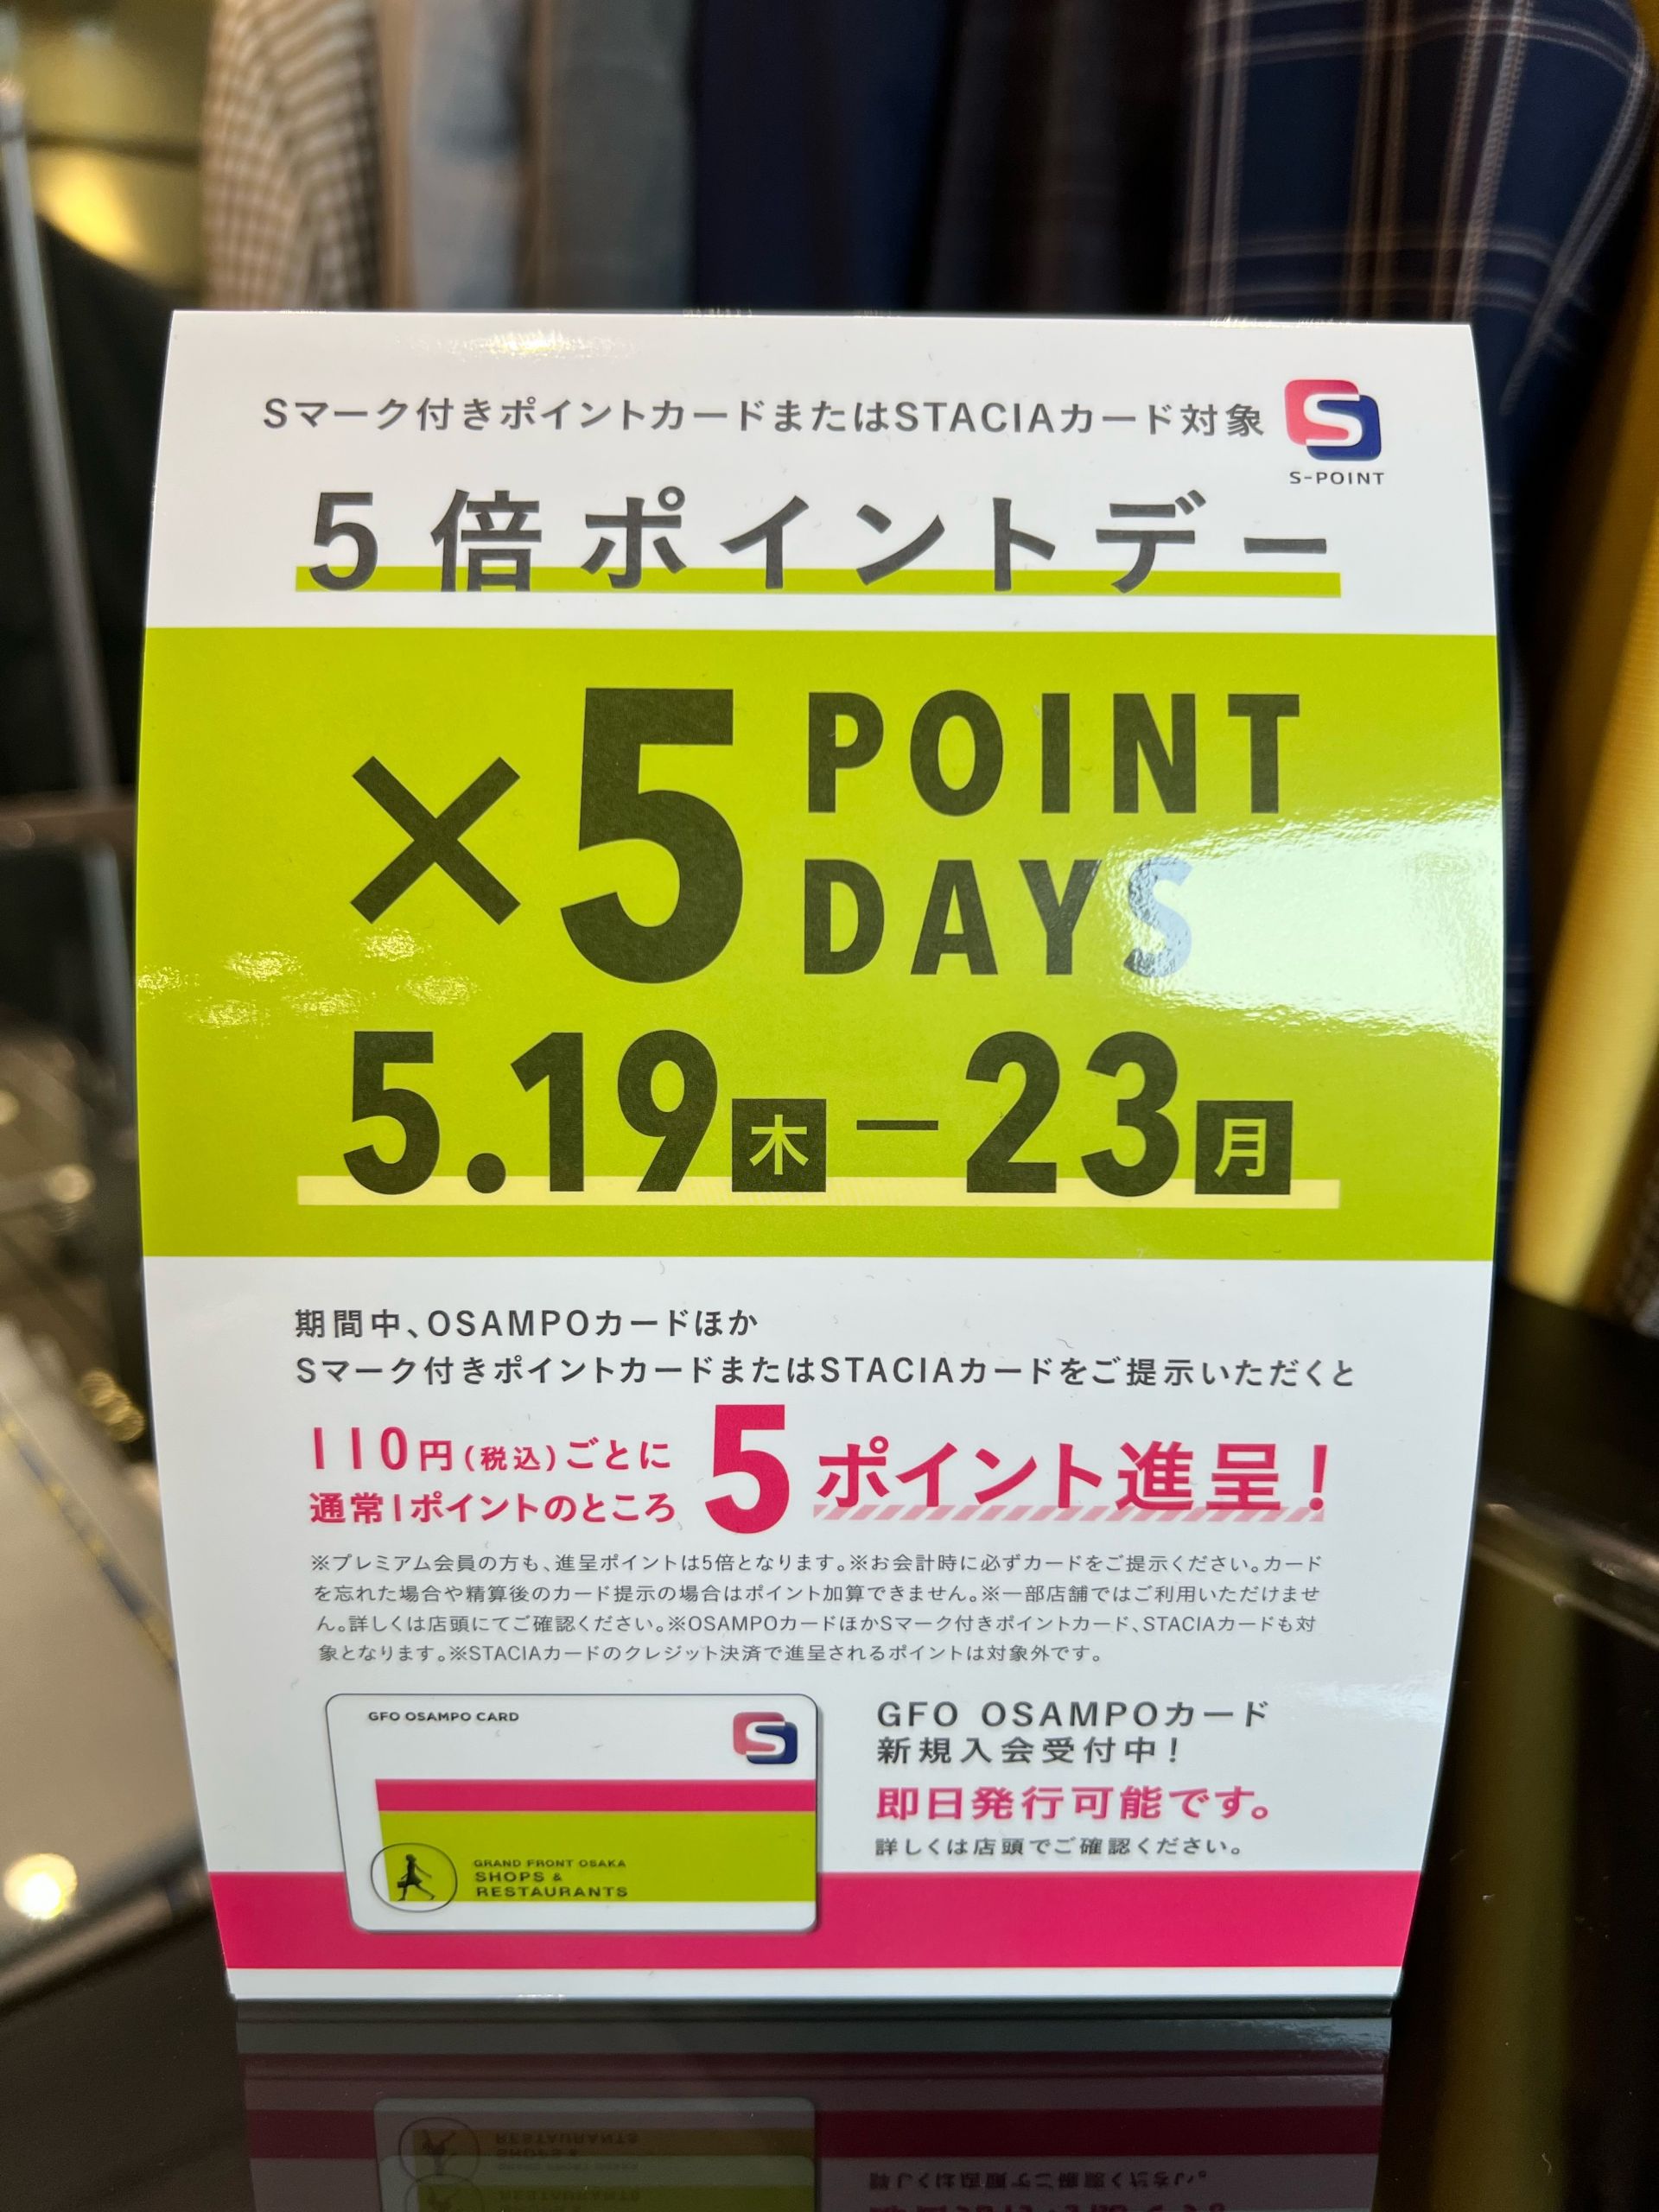 Sマーク付きポイントカードまたはSTACIAカード対象
S-POINT
5倍ポイントデー
×5 POINT DAYS
5.19木－23月
期間中、OSAMPOカードほか
Sマーク付きポイントカードまたはSTACIAカードをご提示いただくと
110円(税込)ごとに
通常1ポイントのところ
5ポイント進呈!
※プレミアム会員の方も、進呈ポイントは5倍となります。※お会計時に必ずカードをご提示ください。カード
を忘れた場合や精算後のカード提示の場合はポイント加算できません。※一部店舗ではご利用いただけませ
ん。詳しくは店頭にてご確認ください。※OSAMPOカードほかSマーク付きポイントカード、STACIAカードも対
象となります。※STACIAカードのクレジット決済で進呈されるポイントは対象外です。
GFO OSAMPO CARD
S
GRAND FRONT OSAKA
SHOPS &
RESTAURANTS
GFO OSAMPOカード
新規入会受付中!
即日発行可能です。
詳しくは店頭でご確認ください。